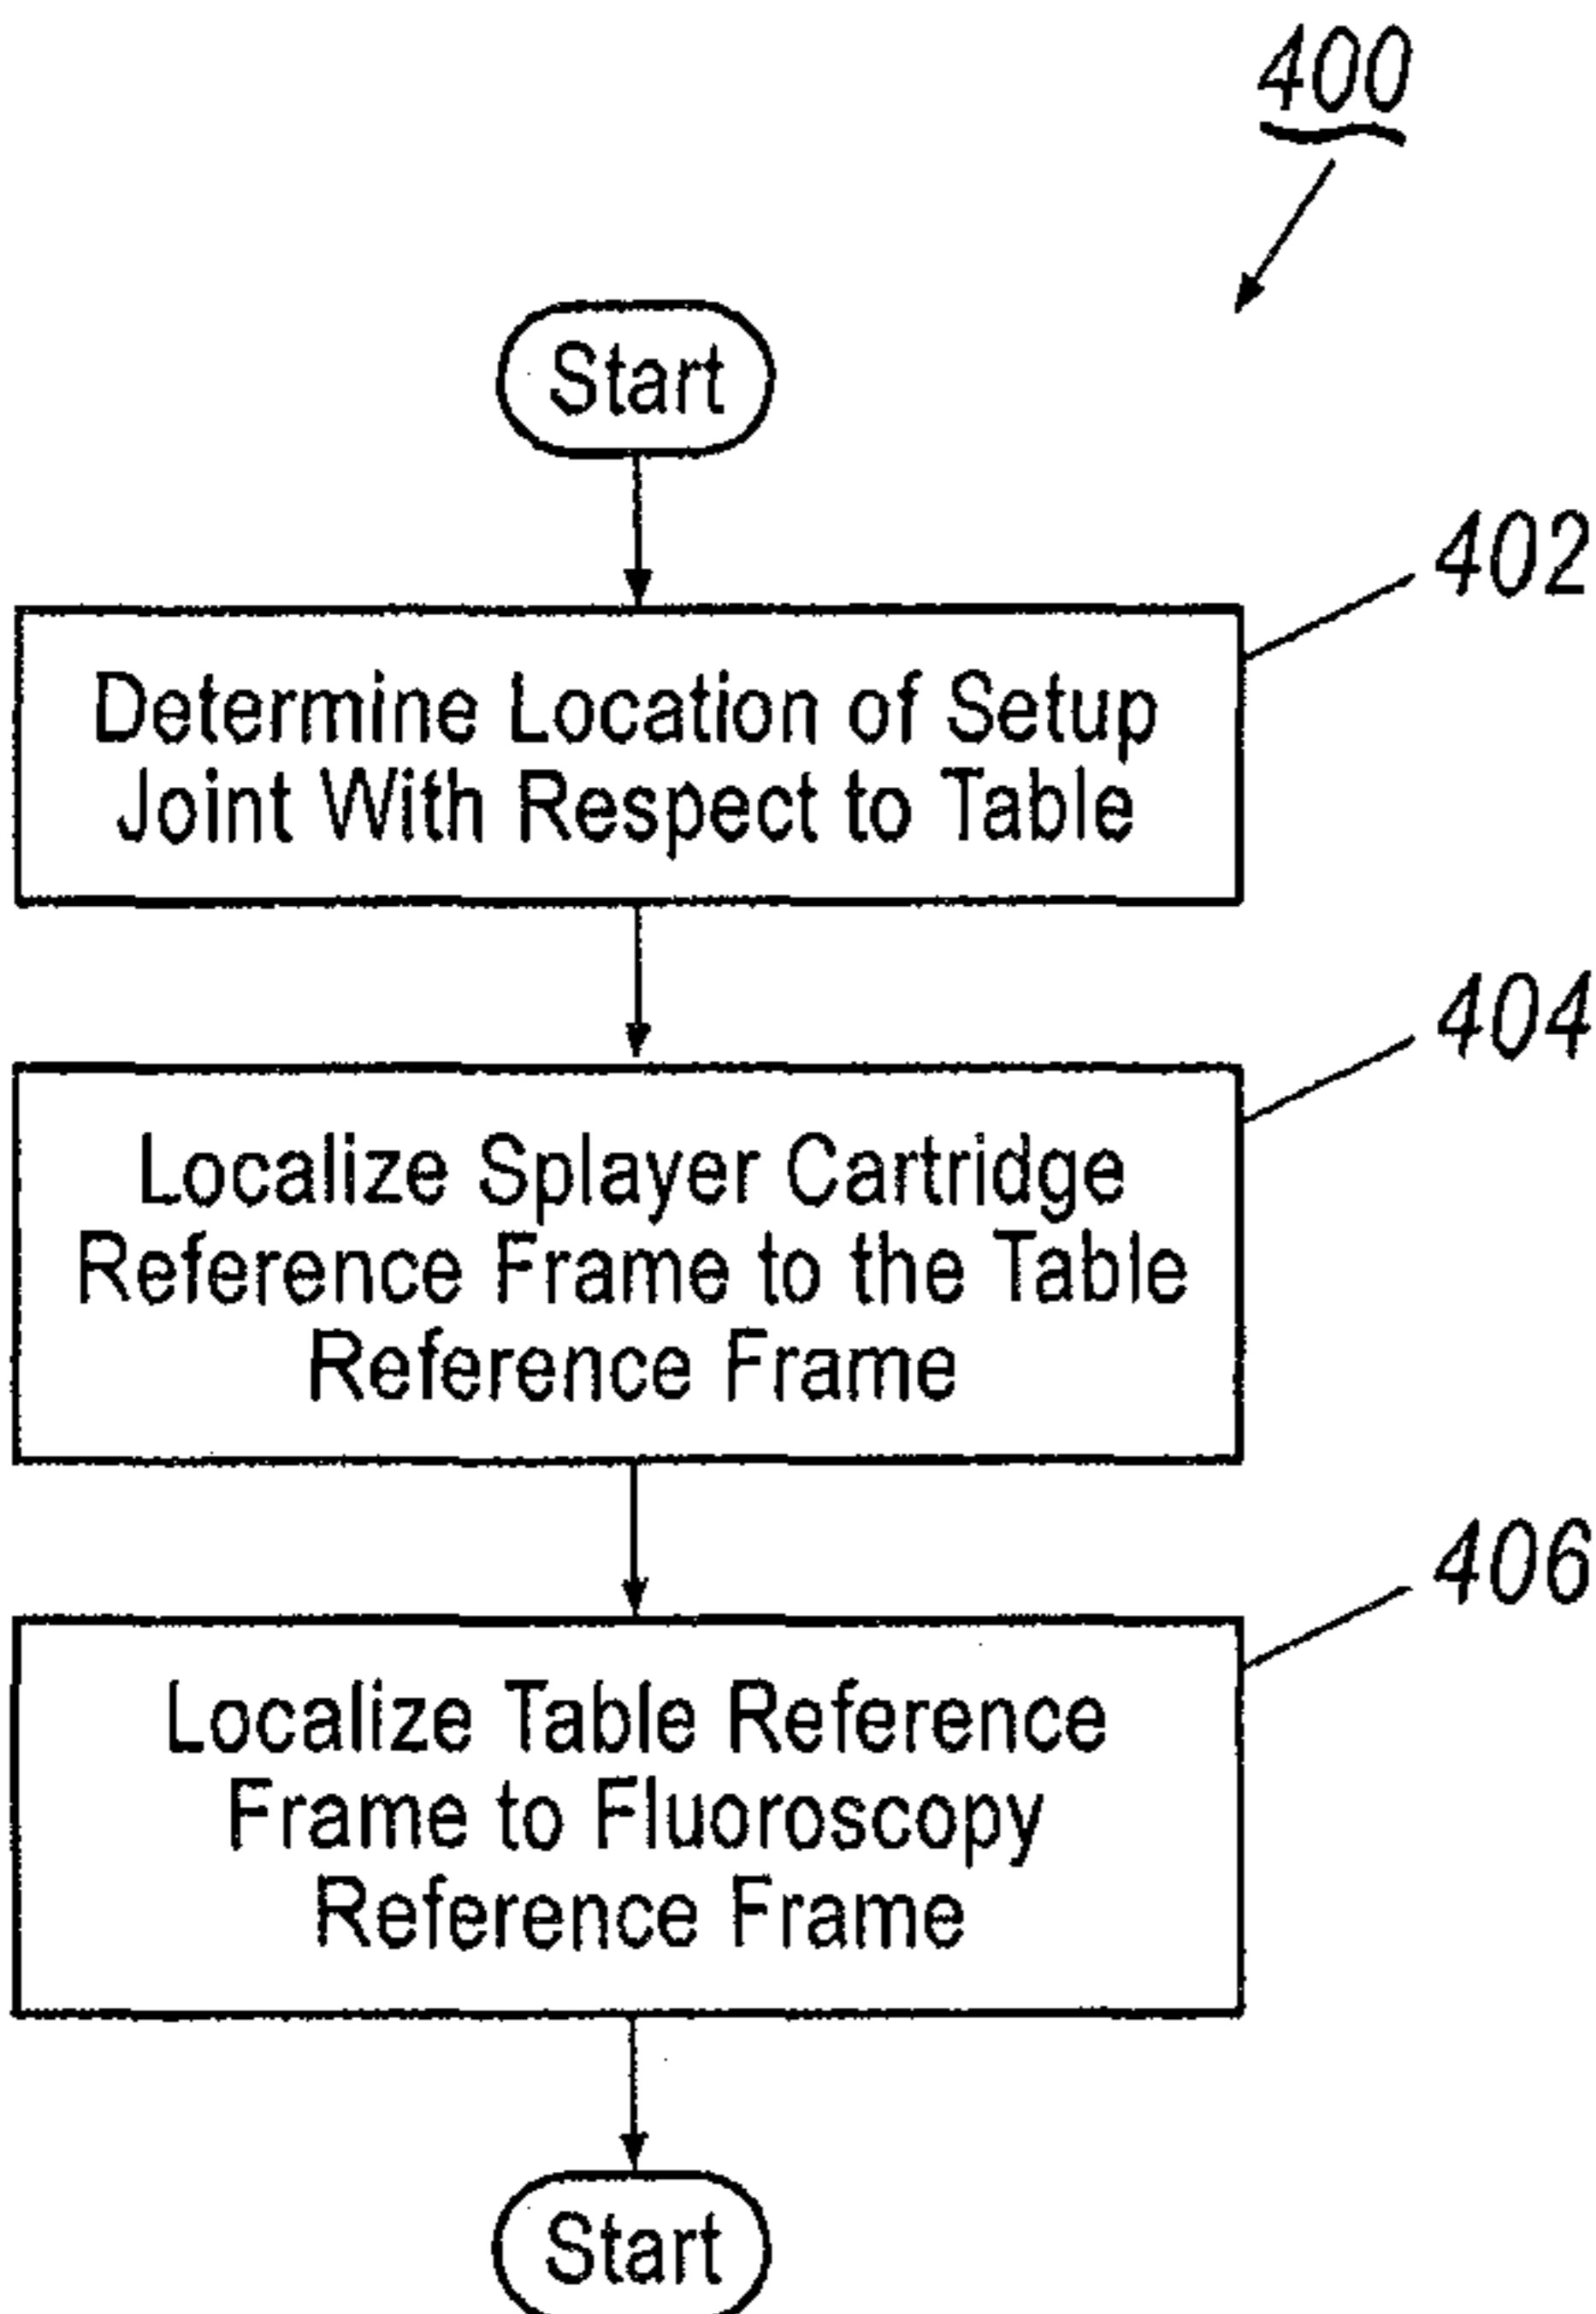 400
Start
402
Determine Location of Setup
Joint With Respect to Table
404
Localize Splayer Cartridge
Reference Frame to the Table
Reference Frame
406
Localize Table Reference
Frame to Fluoroscopy
Reference Frame
Start